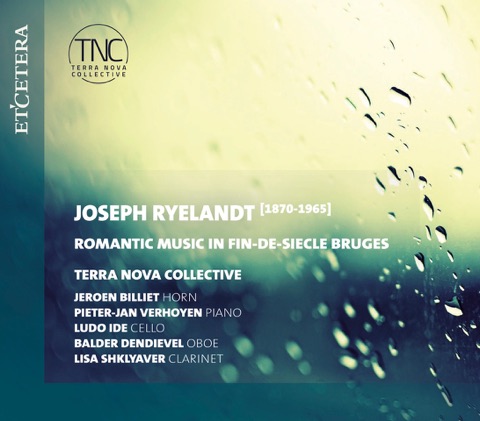 ET'CETERA
TNC
TERRA NOVA
COLLECTIVE
JOSEPH RYELANDT [1870-1965]
ROMANTIC MUSIC IN FIN-DE-SIECLE BRUGES
TERRA NOVA COLLECTIVE
JEROEN BILLIET HORN
PIETER-JAN VERHOYEN PIANO
LUDO IDE CELLO
BALDER DENDIEVEL OBOE
LISA SHKLYAVER CLARINET